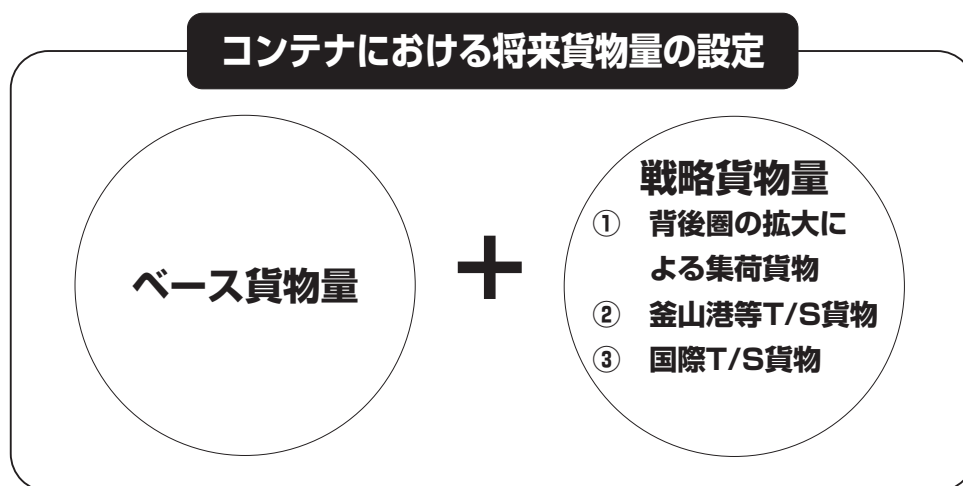 コンテナにおける将来貨物量の設定
ベース貨物量
+
戦略貨物量
① 背後圏の拡大に
よる集荷貨物
② 釜山港等T/S貨物
③ 国際T/S貨物